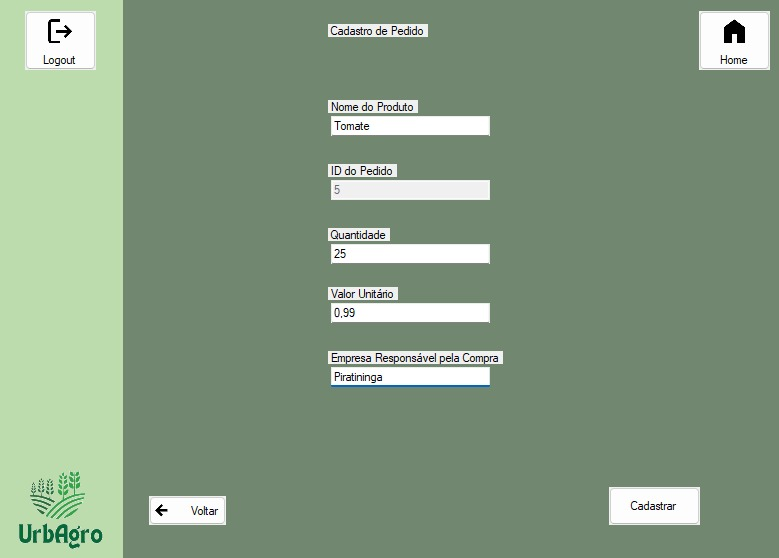 Logout
Cadastro de Pedido
Home
Nome do Produto
Tomate
ID do Pedido
5
Quantidade
25
Valor Unitário
0,99
Empresa Responsável pela Compra
Piratininga
Voltar
Cadastrar
UrbAgro